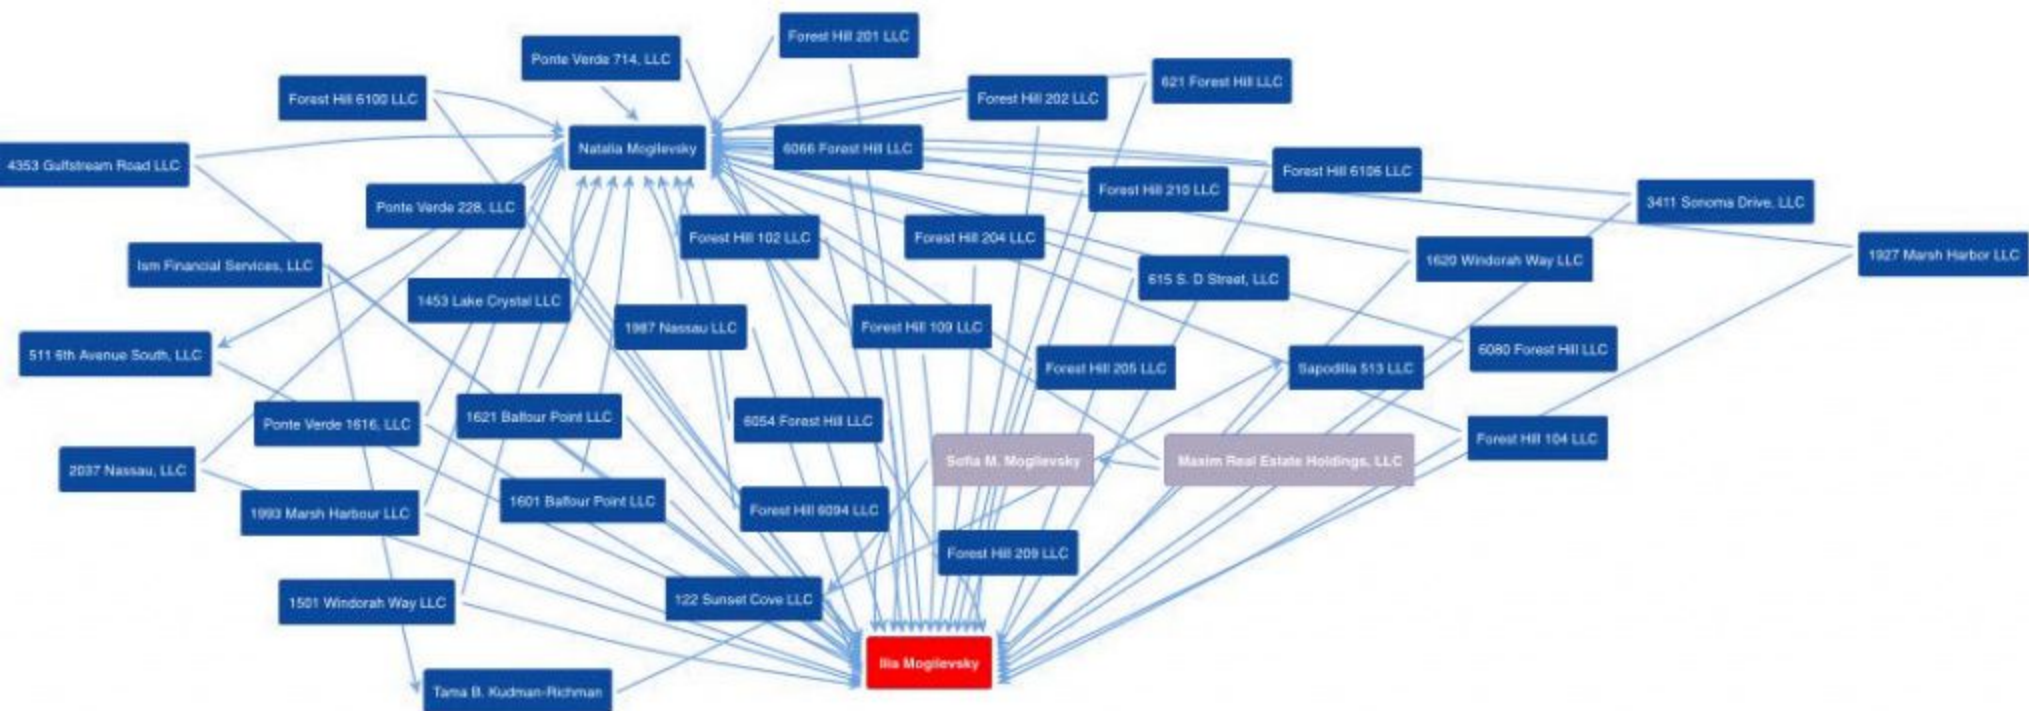 Forest Hill 201 LLC
Ponte Verde 714, LLC
621 Forest Hill LLC
Forest Hill 6100 LLC
Forest Hill 202 LLC
Natalia Mogilevsky
6066 Forest Hill LLC
4353 Gulfstream Road LLC
Forest Hill 6106 LLC
Forest Hill 210 LLC
3411 Sonoma Drive, LLC
Ponte Verde 228, LLC
Forest Hill 102 LLC
Forest Hill 204 LLC
1927 Marsh Harbor LLC
1620 Windorah Way LLC
Ism Financial Services, LLC
615 S. D Street, LLC
1453 Lake Crystal LLC
1987 Nassau LLC
Forest Hill 109 LLC
6080 Forest Hill LLC
511 6th Avenue South, LLC
Forest Hill 205 LLC
Sapodilla 513 LLC
1621 Balfour Point LLC
6054 Forest Hill LLC
Ponte Verde 1616, LLC
Forest Hill 104 LLC
Sofia M. Mogilevsky
Maxim Real Estate Holdings, LLC
2037 Nassau, LLC
1601 Balfour Point LLC
Forest Hill 6094 LLC
1993 Marsh Harbour LLC
Forest Hill 209 LLC
122 Sunset Cove LLC
1501 Windorah Way LLC
Ilia Mogilevsky
Tama B. Kudman-Richman